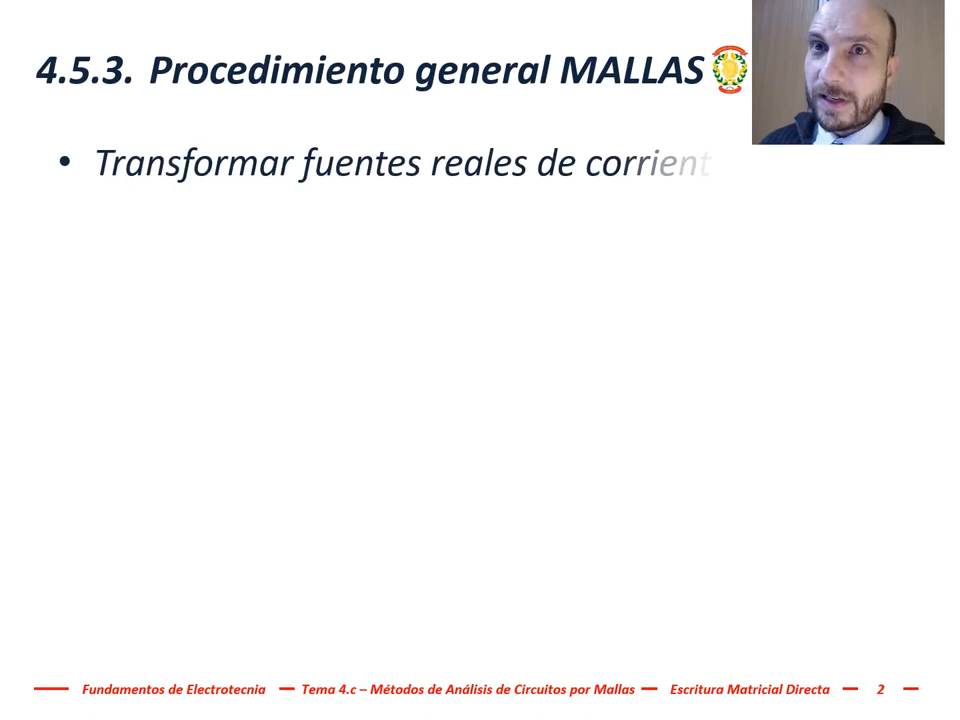 4.5.3. Procedimiento general MALLAS
• Transformar fuentes reales de corrient
Fundamentos de Electrotecnia — Tema 4.c – Métodos de Análisis de Circuitos por Mallas — Escritura Matricial Directa — 2